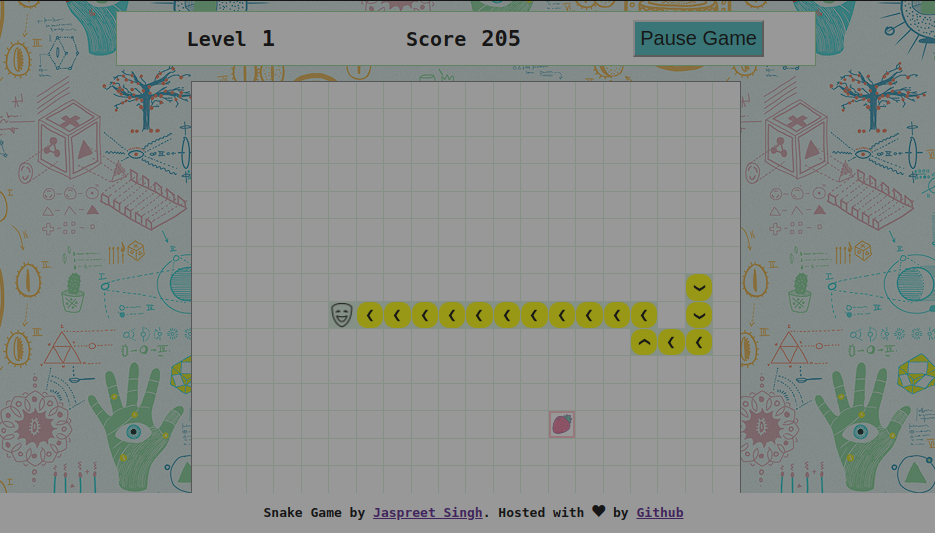 Level 1
Score 205
Pause Game
Snake Game by Jaspreet Singh. Hosted with ♥ by Github